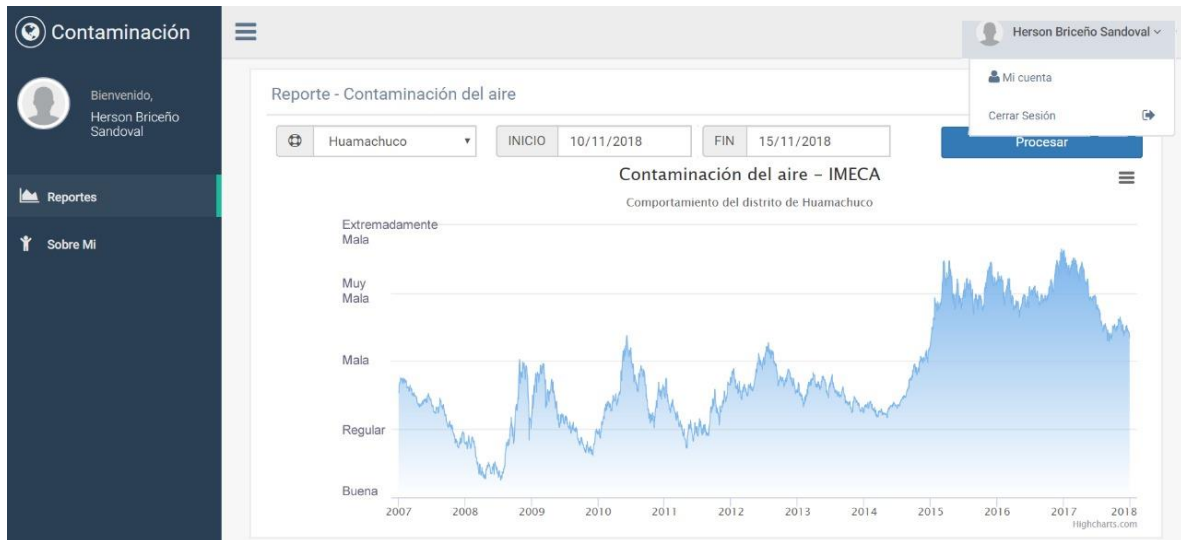 Contaminación
Herson Briceño Sandoval
Bienvenido,
Herson Briceño
Sandoval
Mi cuenta
Cerrar Sesión
Reportes
Sobre Mi
Reporte - Contaminación del aire
Huamachuco
INICIO
10/11/2018
FIN
15/11/2018
Procesar
Contaminación del aire – IMECA
Comportamiento del distrito de Huamachuco
Extremadamente
Mala
Muy
Mala
Mala
Regular
Buena
2007 2008 2009 2010 2011 2012 2013 2014 2015 2016 2017 2018
Highcharts.com